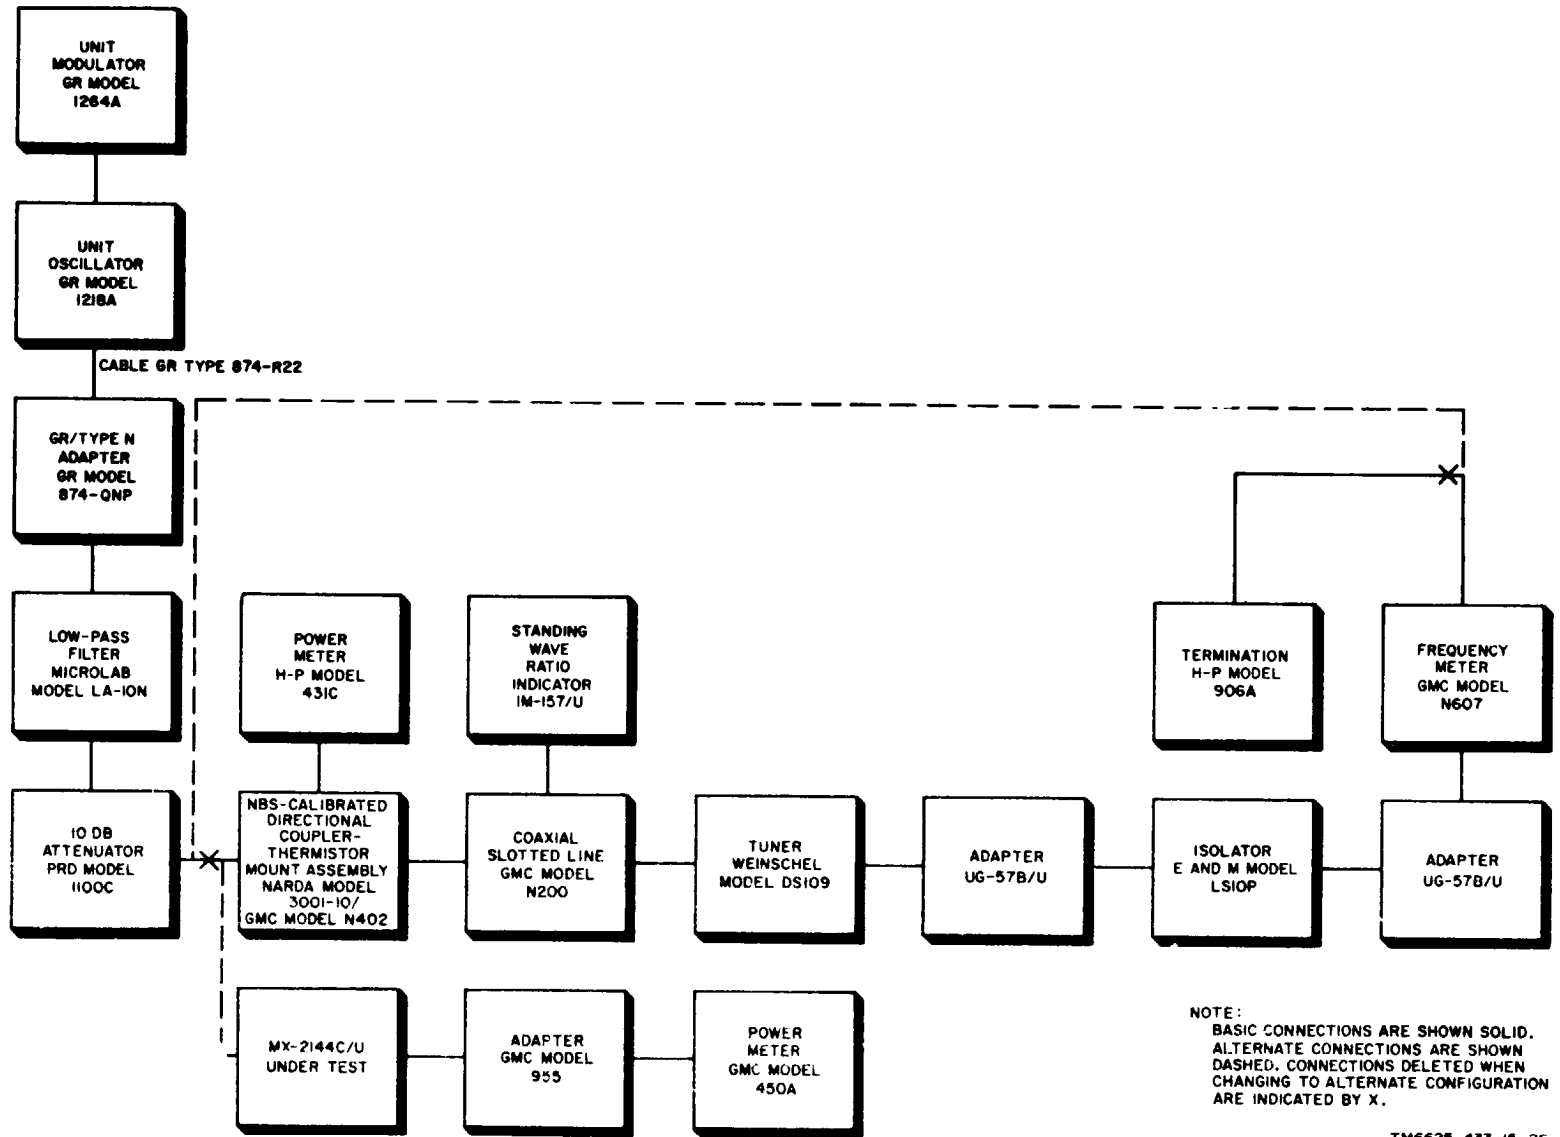 UNIT
MODULATOR
GR MODEL
1264A
UNIT
OSCILLATOR
GR MODEL
1218A
CABLE GR TYPE 874-R22
GR/TYPE N
ADAPTER
GR MODEL
874-QNP
LOW-PASS
FILTER
MICROLAB
MODEL LA-10N
POWER
METER
H-P MODEL
431C
STANDING
WAVE
RATIO
INDICATOR
IM-157/U
TERMINATION
H-P MODEL
906A
FREQUENCY
METER
GMC MODEL
N607
10 DB
ATTENUATOR
PRD MODEL
1100C
NBS-CALIBRATED
DIRECTIONAL
COUPLER-
THERMISTOR
MOUNT ASSEMBLY
NARDA MODEL
3001-10/
GMC MODEL N402
COAXIAL
SLOTTED LINE
GMC MODEL
N200
TUNER
WEINSCHEL
MODEL DS109
ADAPTER
UG-57B/U
ISOLATOR
E AND M MODEL
LS10P
ADAPTER
UG-57B/U
MX-2144C/U
UNDER TEST
ADAPTER
GMC MODEL
955
POWER
METER
GMC MODEL
450A
NOTE:
BASIC CONNECTIONS ARE SHOWN SOLID.
ALTERNATE CONNECTIONS ARE SHOWN
DASHED. CONNECTIONS DELETED WHEN
CHANGING TO ALTERNATE CONFIGURATION
ARE INDICATED BY X.